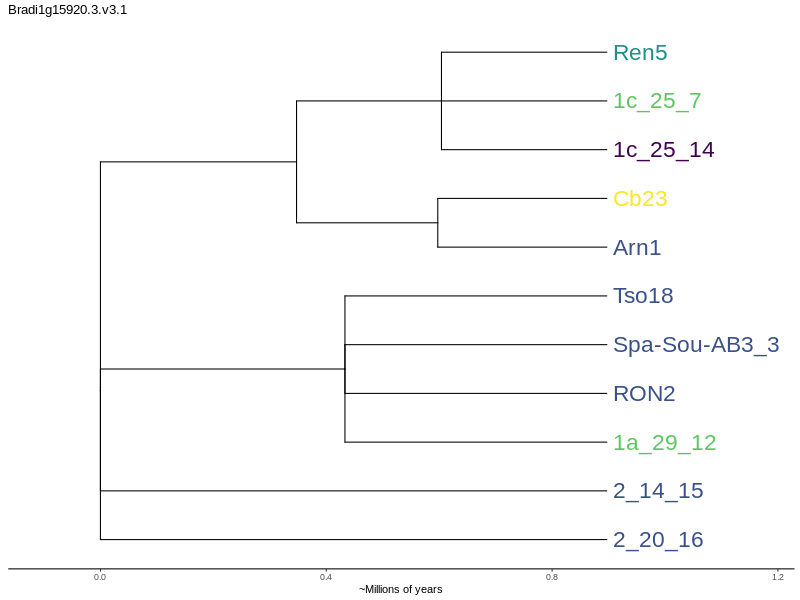 Bradi1g15920.3.v3.1
Ren5
1c_25_7
1c_25_14
Cb23
Arn1
Tso18
Spa-Sou-AB3_3
RON2
1a_29_12
2_14_15
2_20_16
0.0 0.4 0.8 1.2
~Millions of years